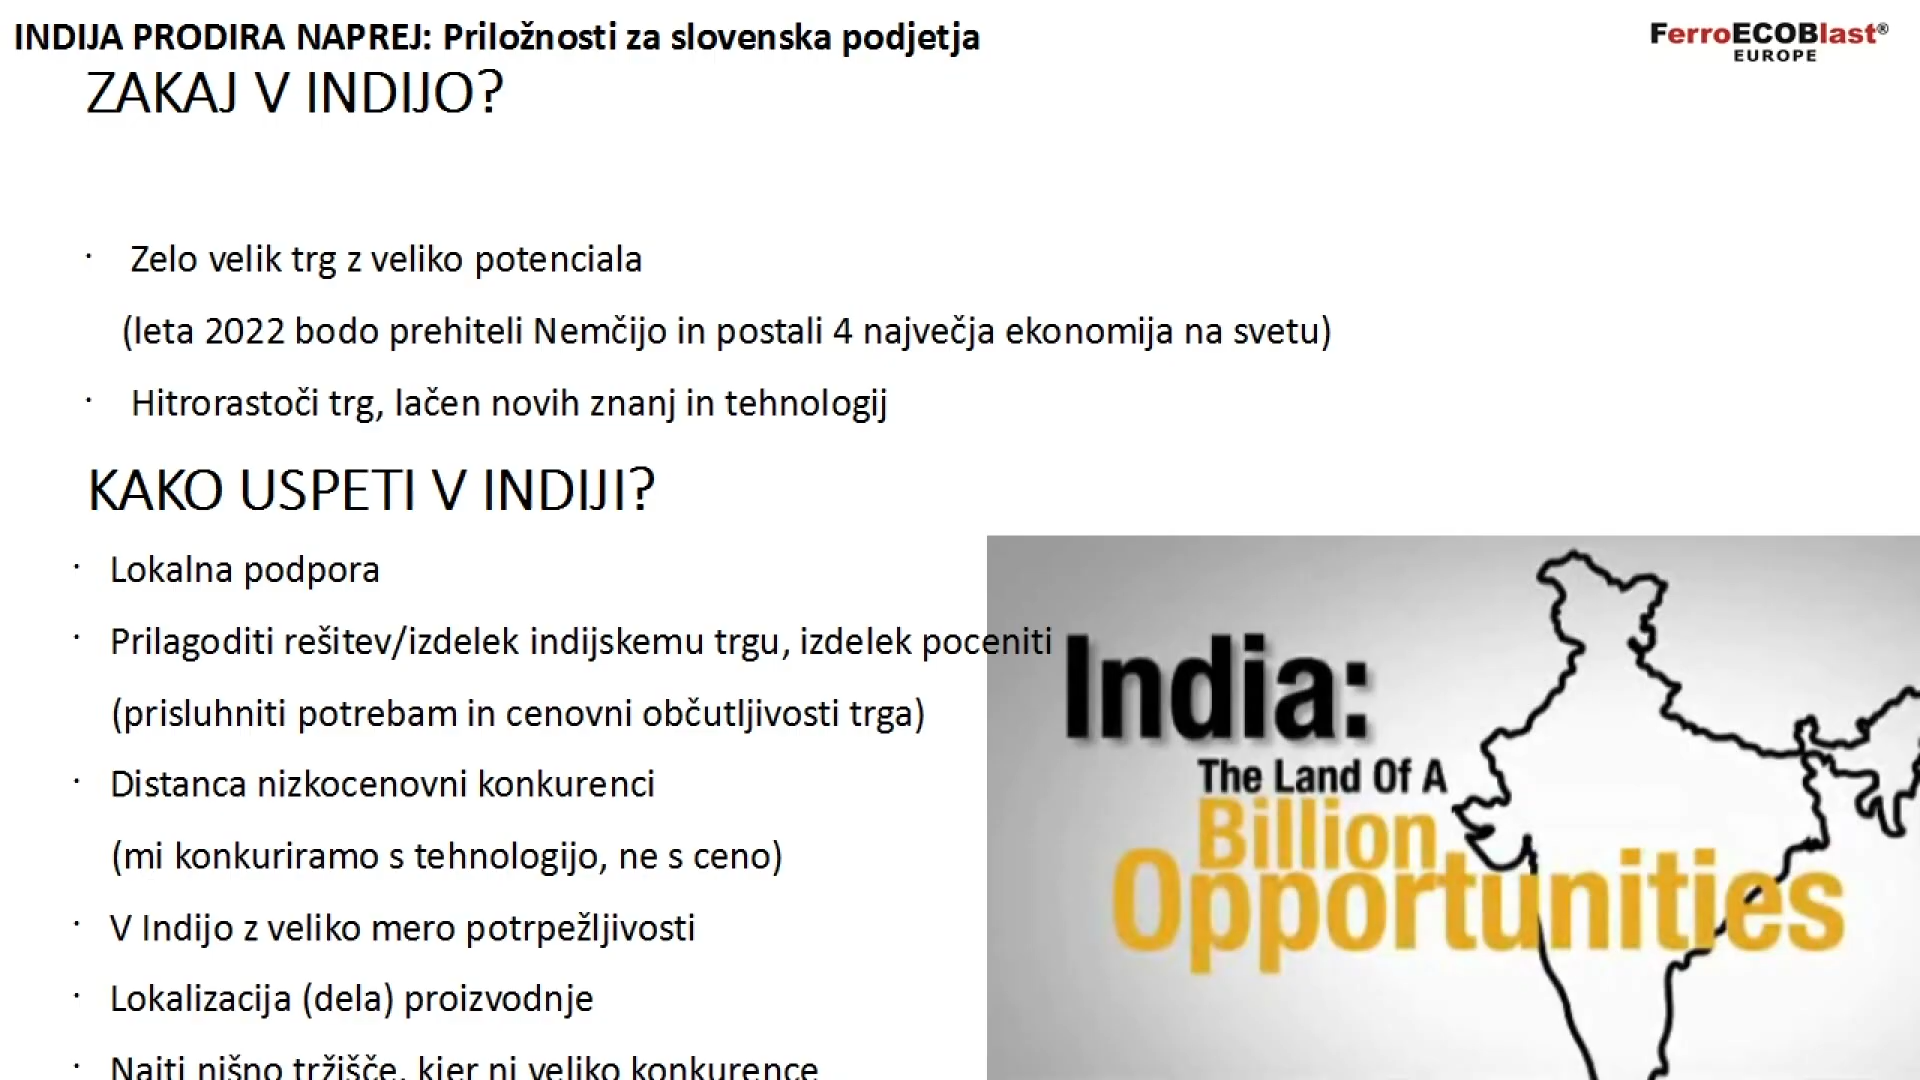 INDIJA PRODIRA NAPREJ: Priložnosti za slovenska podjetja
FerroECOBlast®
EUROPE
ZAKAJ V INDIJO?
· Zelo velik trg z veliko potenciala
(leta 2022 bodo prehiteli Nemčijo in postali 4 največja ekonomija na svetu)
· Hitrorastoči trg, lačen novih znanj in tehnologij
KAKO USPETI V INDIJI?
· Lokalna podpora
· Prilagoditi rešitev/izdelek indijskemu trgu, izdelek poceniti
(prisluhniti potrebam in cenovni občutljivosti trga)
· Distanca nizkocenovni konkurenci
(mi konkuriramo s tehnologijo, ne s ceno)
· V Indijo z veliko mero potrpežljivosti
· Lokalizacija (dela) proizvodnje
· Najti nišno tržišče, kjer ni veliko konkurence
India:
The Land Of A
Billion
Opportunities